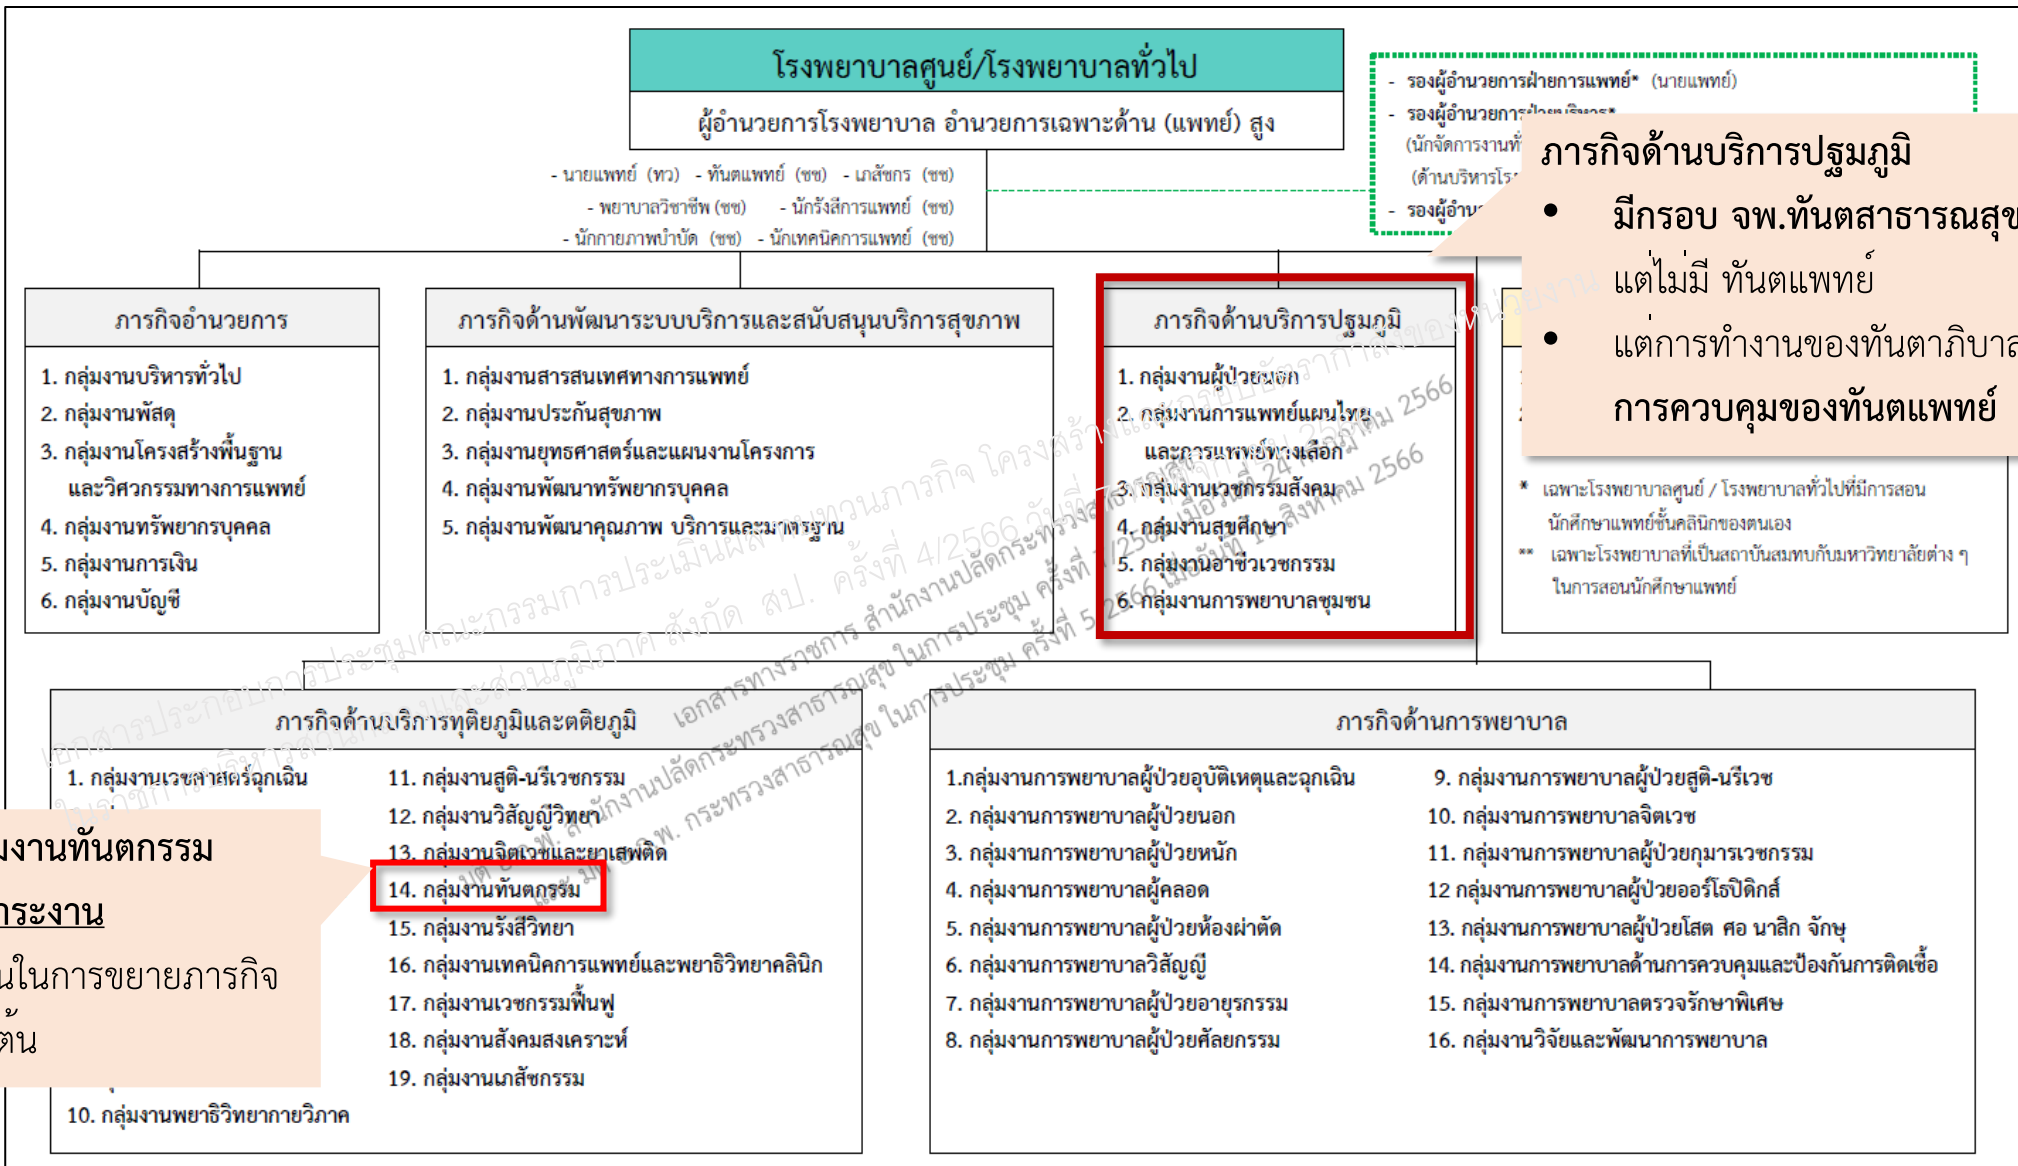 โรงพยาบาลศูนย์/โรงพยาบาลทั่วไป
ผู้อำนวยการโรงพยาบาล อำนวยการเฉพาะด้าน (แพทย์) สูง
- นายแพทย์ (ทว) - ทันตแพทย์ (ชช) - เภสัชกร (ชช)
- พยาบาลวิชาชีพ (ชช) - นักรังสีการแพทย์ (ชช)
- นักกายภาพบำบัด (ชช) - นักเทคนิคการแพทย์ (ชช)
- รองผู้อำนวยการฝ่ายการแพทย์* (นายแพทย์)
- รองผู้อำนวยการฝ่ายบริหาร*
(นักจัดการงานทั่
(ด้านบริหารโร
- รองผู้อำน
ภารกิจด้านบริการปฐมภูมิ
• มีกรอบ จพ.ทันตสาธารณสุข
แต่ไม่มี ทันตแพทย์
• แต่การทำงานของทันตาภิบาล
การควบคุมของทันตแพทย์
ภารกิจอำนวยการ
1. กลุ่มงานบริหารทั่วไป
2. กลุ่มงานพัสดุ
3. กลุ่มงานโครงสร้างพื้นฐาน
และวิศวกรรมทางการแพทย์
4. กลุ่มงานทรัพยากรบุคคล
5. กลุ่มงานการเงิน
6. กลุ่มงานบัญชี
ภารกิจด้านพัฒนาระบบบริการและสนับสนุนบริการสุขภาพ
1. กลุ่มงานสารสนเทศทางการแพทย์
2. กลุ่มงานประกันสุขภาพ
3. กลุ่มงานยุทธศาสตร์และแผนงานโครงการ
4. กลุ่มงานพัฒนาทรัพยากรบุคคล
5. กลุ่มงานพัฒนาคุณภาพ บริการและมาตรฐาน
ภารกิจด้านบริการปฐมภูมิ
1. กลุ่มงานผู้ป่วยนอก
2. กลุ่มงานการแพทย์แผนไทย
และการแพทย์ทางเลือก
3. กลุ่มงานเวชกรรมสังคม
4. กลุ่มงานสุขศึกษา
5. กลุ่มงานอาชีวเวชกรรม
6. กลุ่มงานการพยาบาลชุมชน
* เฉพาะโรงพยาบาลศูนย์ / โรงพยาบาลทั่วไปที่มีการสอน
นักศึกษาแพทย์ชั้นคลินิกของตนเอง
** เฉพาะโรงพยาบาลที่เป็นสถาบันสมทบกับมหาวิทยาลัยต่าง ๆ
ในการสอนนักศึกษาแพทย์
ภารกิจด้านบริการทุติยภูมิและตติยภูมิ
1. กลุ่มงานเวชศาสตร์ฉุกเฉิน
10. กลุ่มงานพยาธิวิทยากายวิภาค
11. กลุ่มงานสูติ-นรีเวชกรรม
12. กลุ่มงานวิสัญญีวิทยา
13. กลุ่มงานจิตเวชและยาเสพติด
14. กลุ่มงานทันตกรรม
15. กลุ่มงานรังสีวิทยา
16. กลุ่มงานเทคนิคการแพทย์และพยาธิวิทยาคลินิก
17. กลุ่มงานเวชกรรมฟื้นฟู
18. กลุ่มงานสังคมสงเคราะห์
19. กลุ่มงานเภสัชกรรม
มงานทันตกรรม
าระงาน
นในการขยายภารกิจ
ต้น
ภารกิจด้านการพยาบาล
1.กลุ่มงานการพยาบาลผู้ป่วยอุบัติเหตุและฉุกเฉิน
2. กลุ่มงานการพยาบาลผู้ป่วยนอก
3. กลุ่มงานการพยาบาลผู้ป่วยหนัก
4. กลุ่มงานการพยาบาลผู้คลอด
5. กลุ่มงานการพยาบาลผู้ป่วยห้องผ่าตัด
6. กลุ่มงานการพยาบาลวิสัญญี
7. กลุ่มงานการพยาบาลผู้ป่วยอายุรกรรม
8. กลุ่มงานการพยาบาลผู้ป่วยศัลยกรรม
9. กลุ่มงานการพยาบาลผู้ป่วยสูติ-นรีเวช
10. กลุ่มงานการพยาบาลจิตเวช
11. กลุ่มงานการพยาบาลผู้ป่วยกุมารเวชกรรม
12 กลุ่มงานการพยาบาลผู้ป่วยออร์โธปิดิกส์
13. กลุ่มงานการพยาบาลผู้ป่วยโสต ศอ นาสิก จักษุ
14. กลุ่มงานการพยาบาลด้านการควบคุมและป้องกันการติดเชื้อ
15. กลุ่มงานการพยาบาลตรวจรักษาพิเศษ
16. กลุ่มงานวิจัยและพัฒนาการพยาบาล